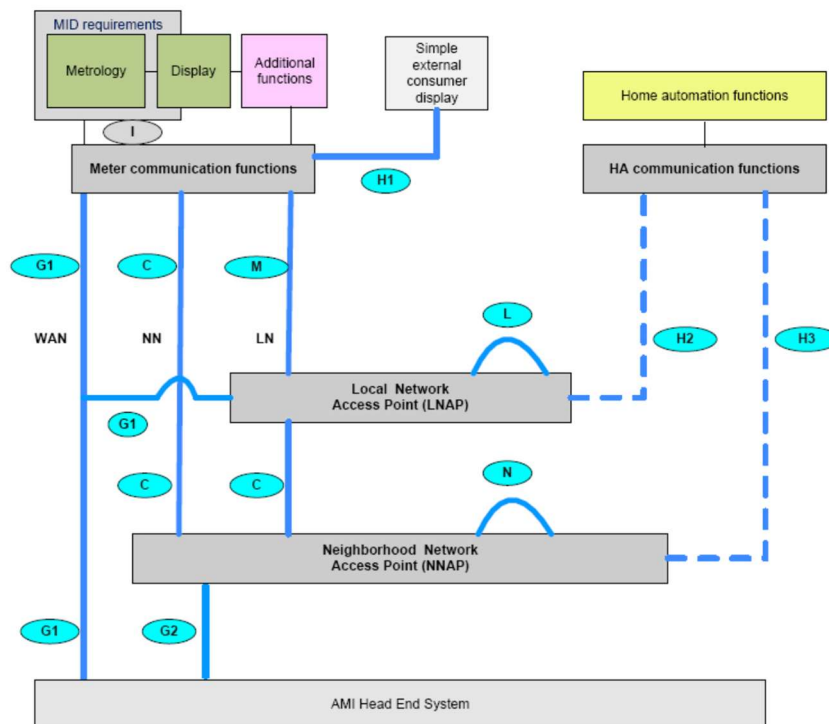 MID requirements
Metrology
Display
Additional
functions
Simple
external
consumer
display
Home automation functions
I
Meter communication functions
HA communication functions
H1
G1
C
M
L
WAN
NN
LN
H2
H3
Local Network
Access Point (LNAP)
G1
C
C
N
Neighborhood Network
Access Point (NNAP)
G1
G2
AMI Head End System